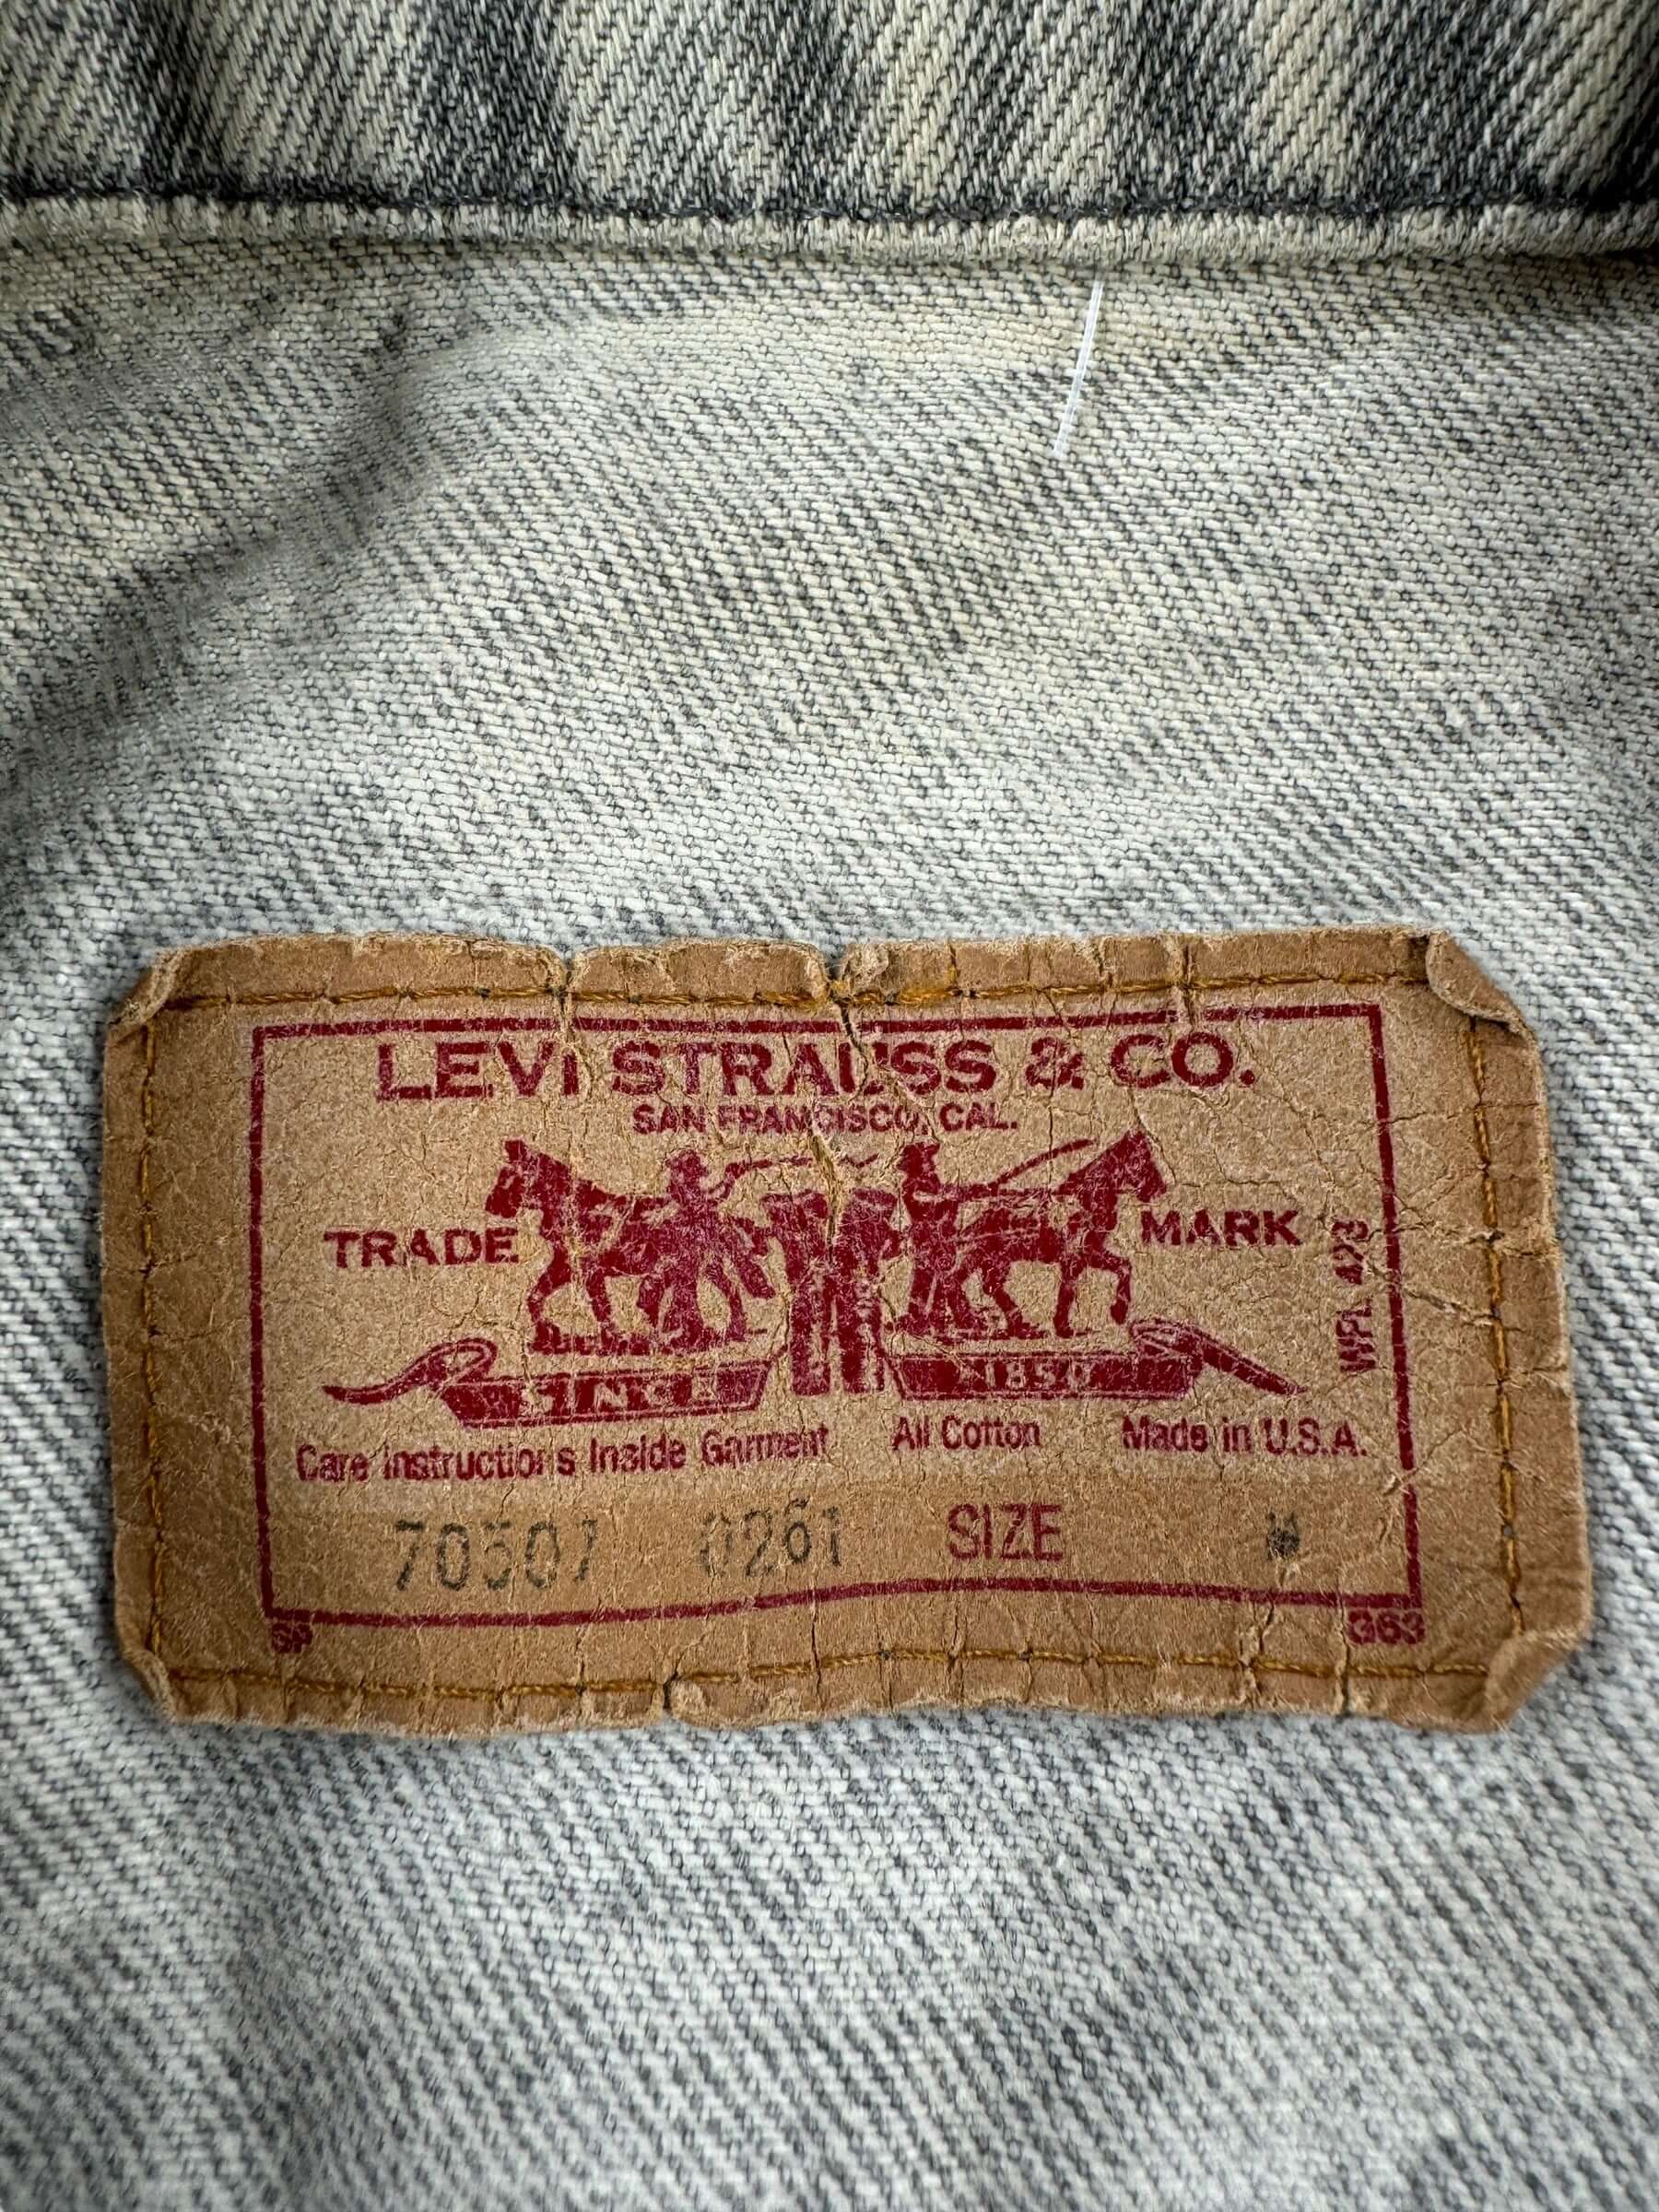 LEVI STRAUSS & CO.
SAN FRANCISCO, CAL.
TRADE MARK
WPL 423
SINCE 1850
Care Instructions Inside Garment All Cotton Made in U.S.A.
70507 0261 SIZE
SP 363